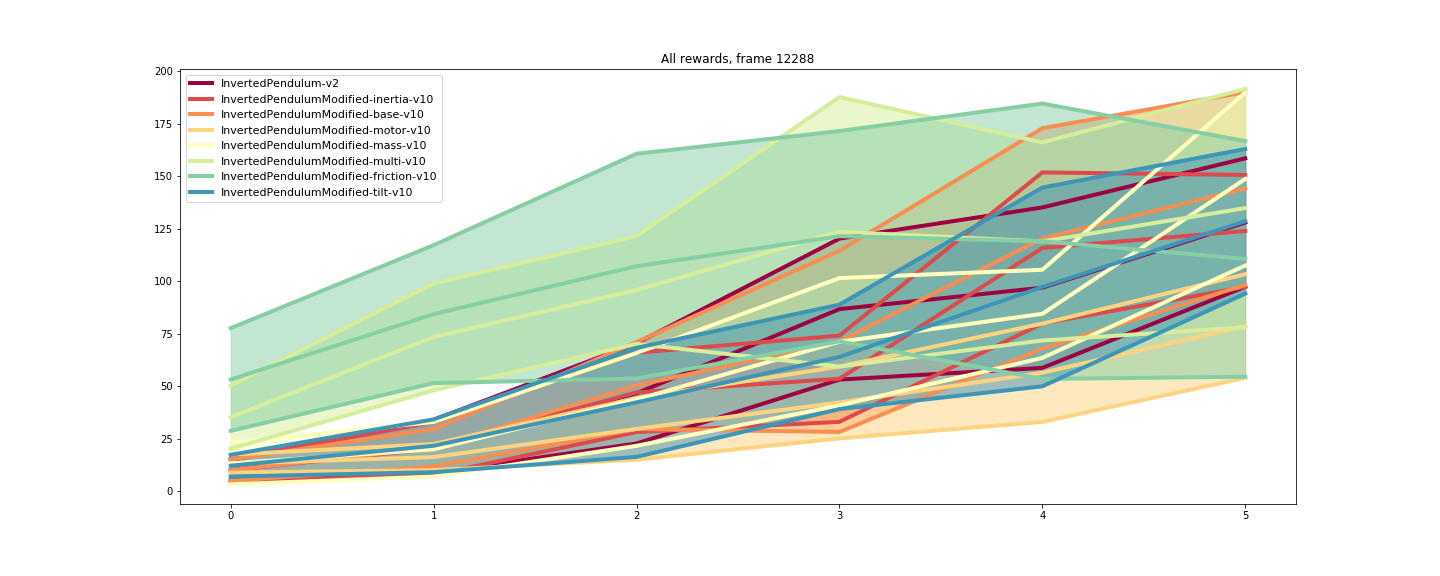 All rewards, frame 12288
200
175
150
125
100
75
50
25
0
InvertedPendulum-v2
InvertedPendulumModified-inertia-v10
InvertedPendulumModified-base-v10
InvertedPendulumModified-motor-v10
InvertedPendulumModified-mass-v10
InvertedPendulumModified-multi-v10
InvertedPendulumModified-friction-v10
InvertedPendulumModified-tilt-v10
0 1 2 3 4 5